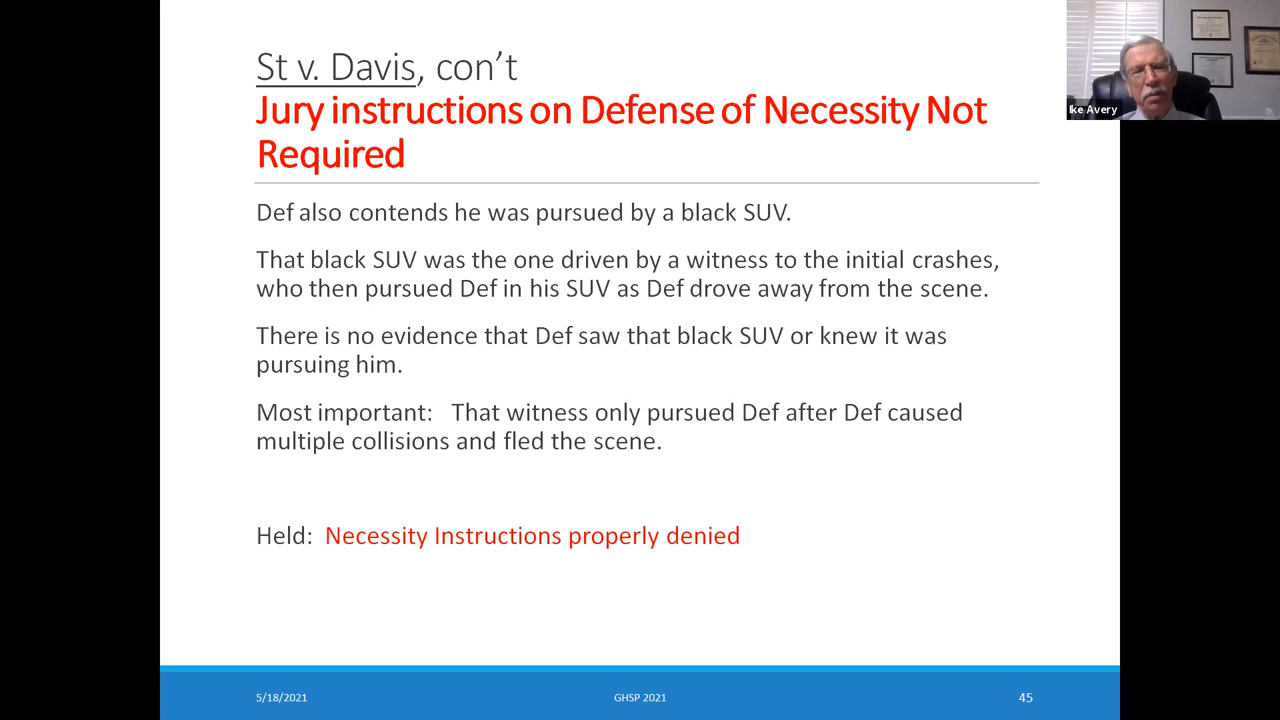 St v. Davis, con't
Jury instructions on Defense of Necessity Not
Required
Def also contends he was pursued by a black SUV.
That black SUV was the one driven by a witness to the initial crashes,
who then pursued Def in his SUV as Def drove away from the scene.
There is no evidence that Def saw that black SUV or knew it was
pursuing him.
Most important:   That witness only pursued Def after Def caused
multiple collisions and fled the scene.
Held:  Necessity Instructions properly denied
5/18/2021
GHSP 2021
45
Ike Avery